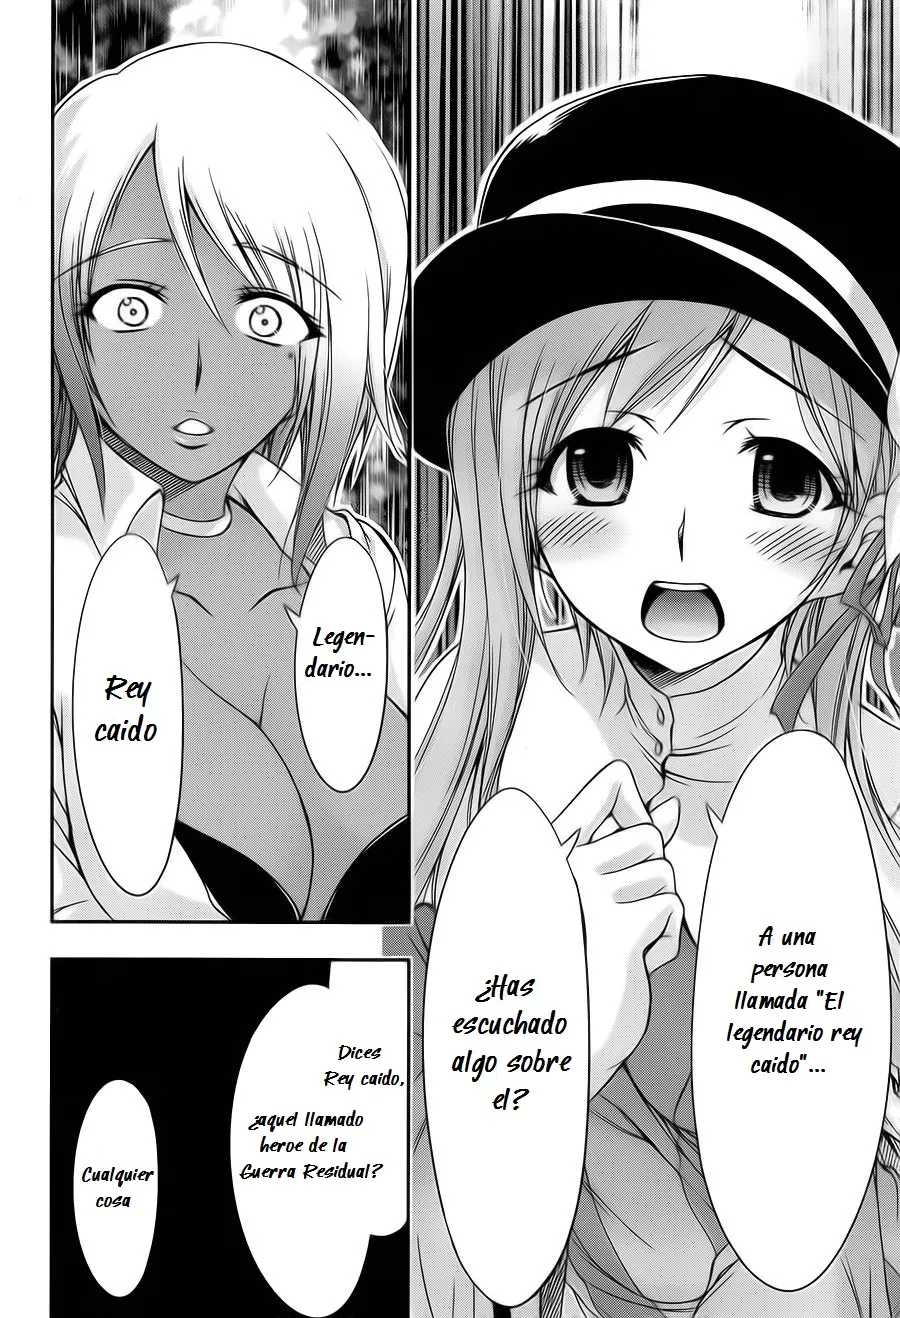 A una
persona
llamada "El
legendario rey
caido"...
¿Has
escuchado
algo sobre
el?
Legen-
dario...
Rey
caido
Dices
Rey caido,
¿aquel llamado
heroe de la
Guerra Residual?
Cualquier
cosa